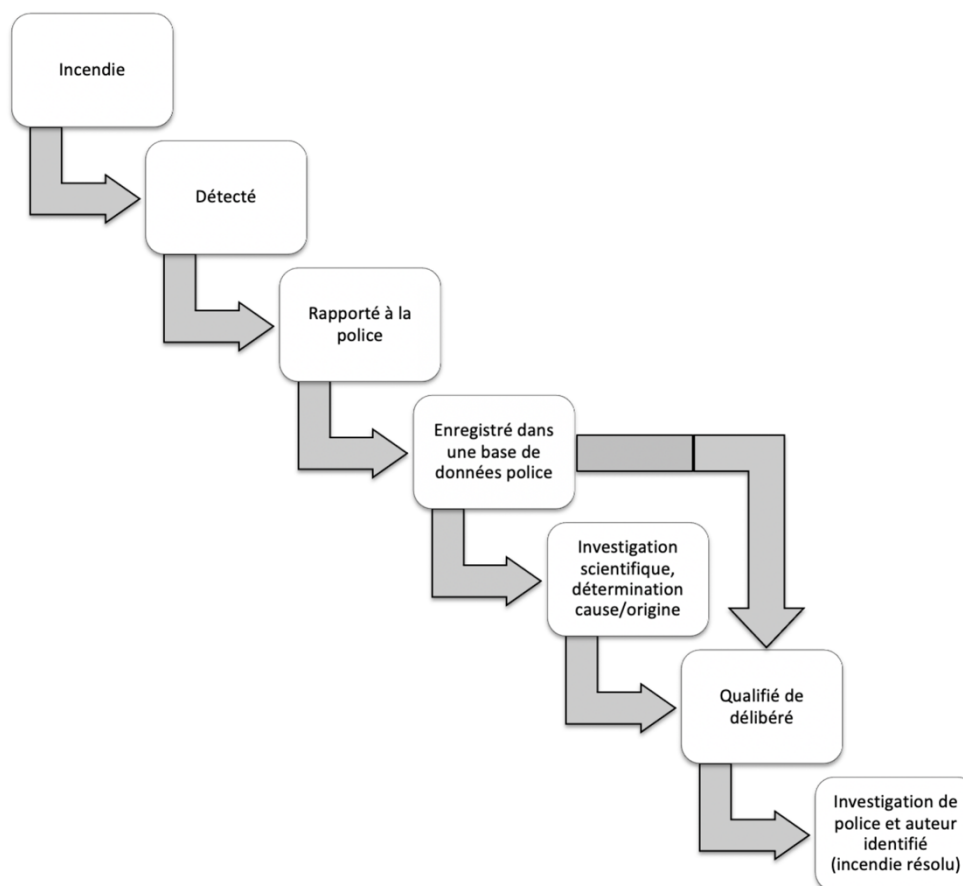 Incendie
Détecté
Rapporté à la
police
Enregistré dans
une base de
données police
Investigation
scientifique,
détermination
cause/origine
Qualifié de
délibéré
Investigation de
police et auteur
identifié
(incendie résolu)